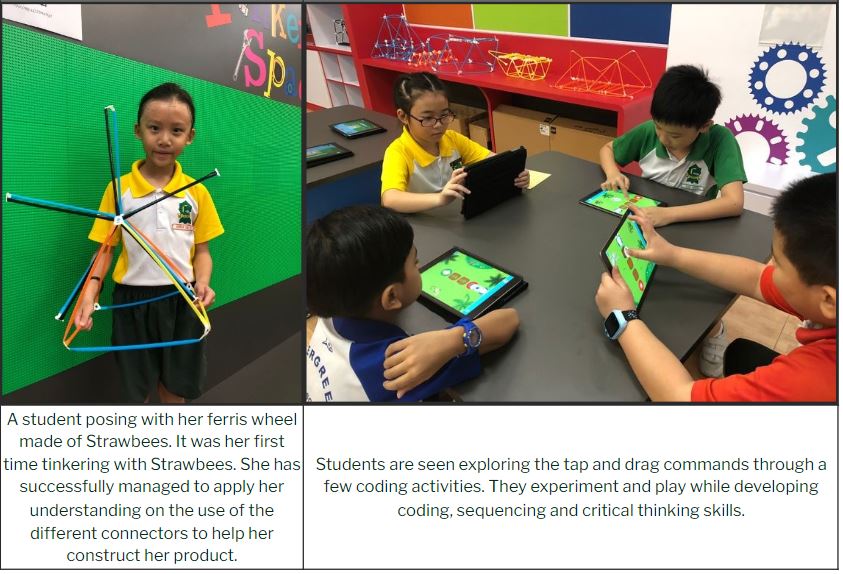 ker
Spac
ERGREE
A student posing with her ferris wheel
made of Strawbees. It was her first
time tinkering with Strawbees. She has
successfully managed to apply her
understanding on the use of the
different connectors to help her
construct her product.
Students are seen exploring the tap and drag commands through a
few coding activities. They experiment and play while developing
coding, sequencing and critical thinking skills.